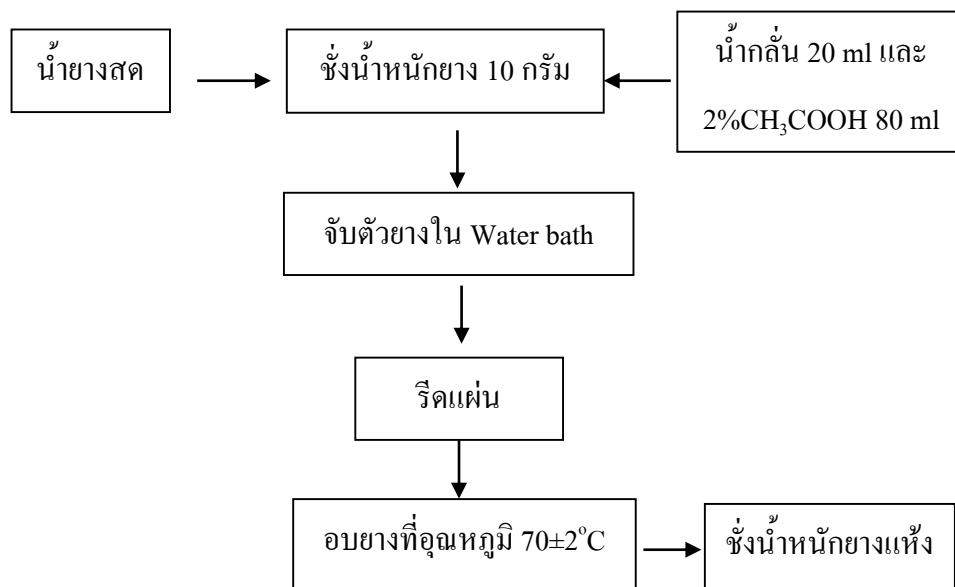 น้ำยางสด
ชั่งน้ำหนักยาง 10 กรัม
น้ำกลั่น 20 ml และ
2%CH₃COOH 80 ml
จับตัวยางใน Water bath
รีดแผ่น
อบยางที่อุณหภูมิ 70±2°C
ชั่งน้ำหนักยางแห้ง